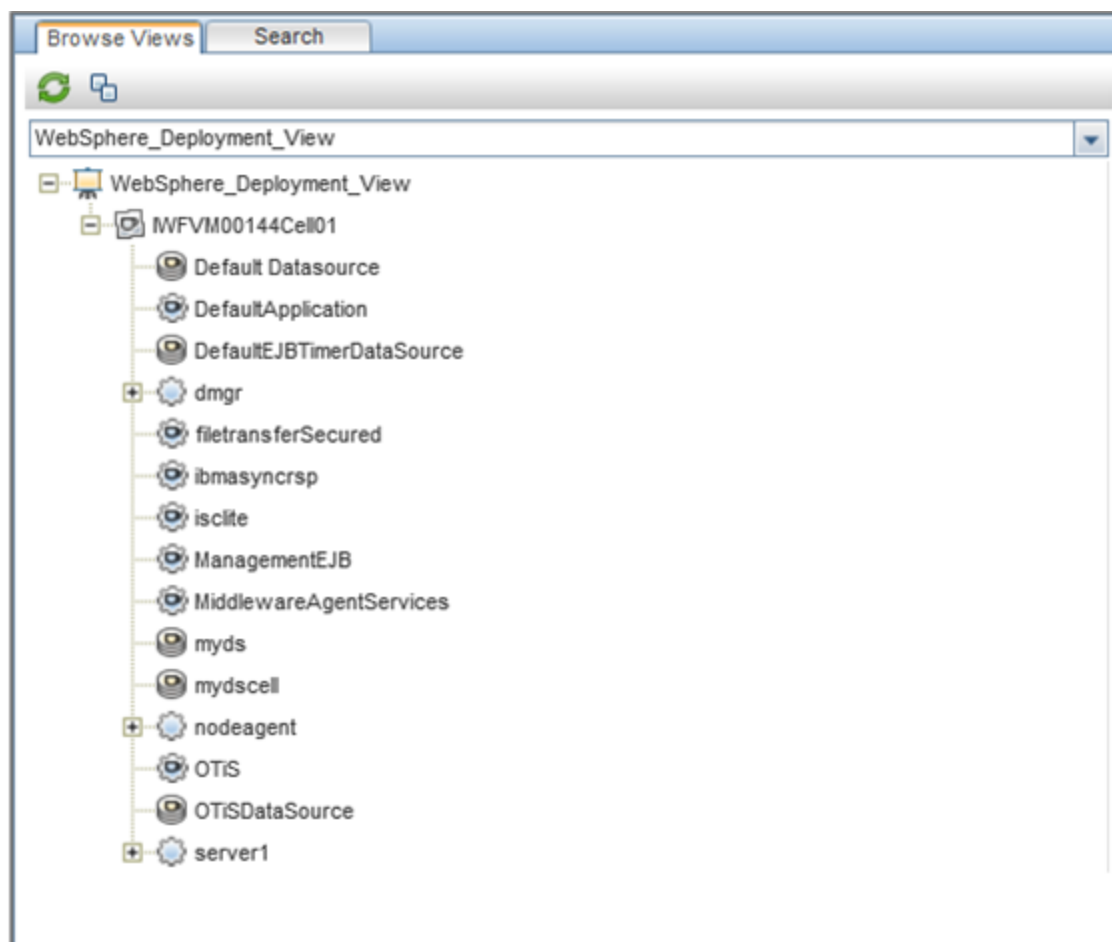 Browse Views
Search
WebSphere_Deployment_View
WebSphere_Deployment_View
IWFVM00144Cell01
Default Datasource
DefaultApplication
DefaultEJBTimerDataSource
dmgr
filetransferSecured
ibmasyncrsp
isclite
ManagementEJB
MiddlewareAgentServices
myds
mydscell
nodeagent
OTiS
OTiSDataSource
server1